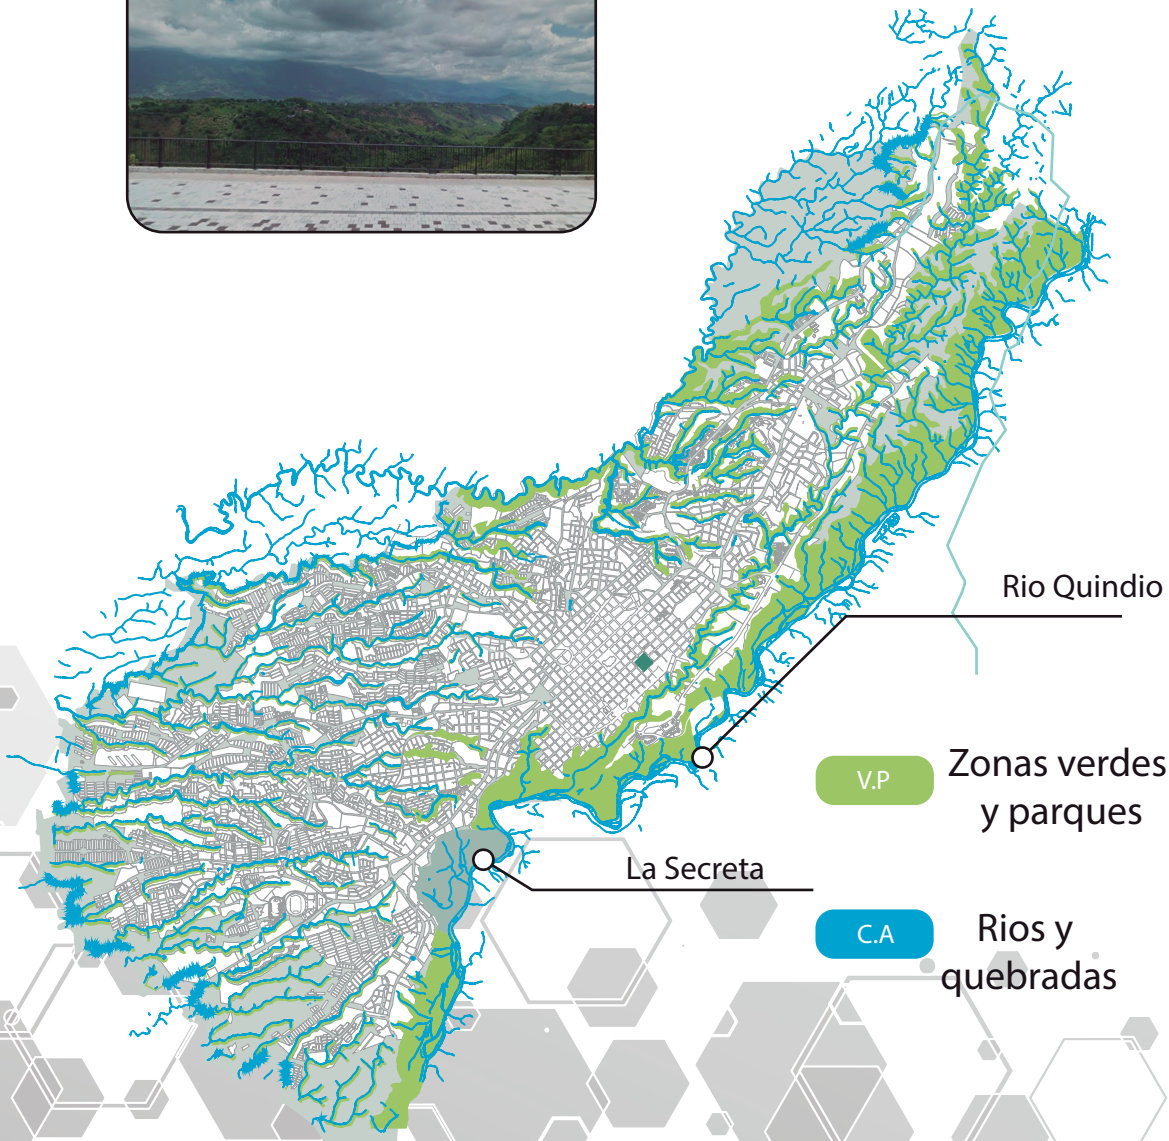 Rio Quindio
V.P
Zonas verdes
y parques
La Secreta
C.A
Rios y
quebradas